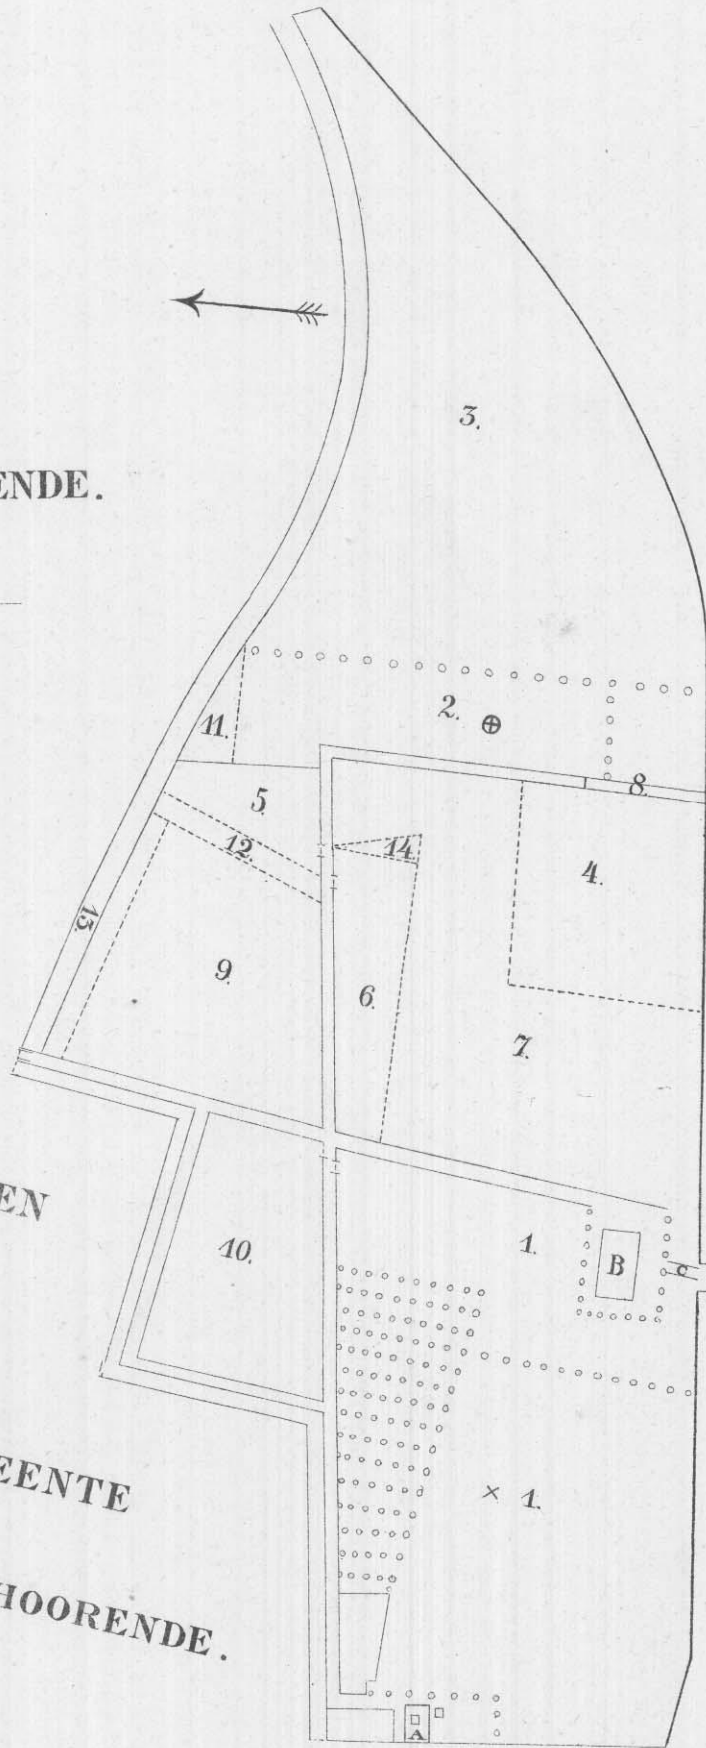 3.
ENDE.
2.
11.
8.
5
12.
14
4.
13.
9.
6.
7.
EN
1.
10.
B
C
EENTE
× 1.
HOORENDE.
A